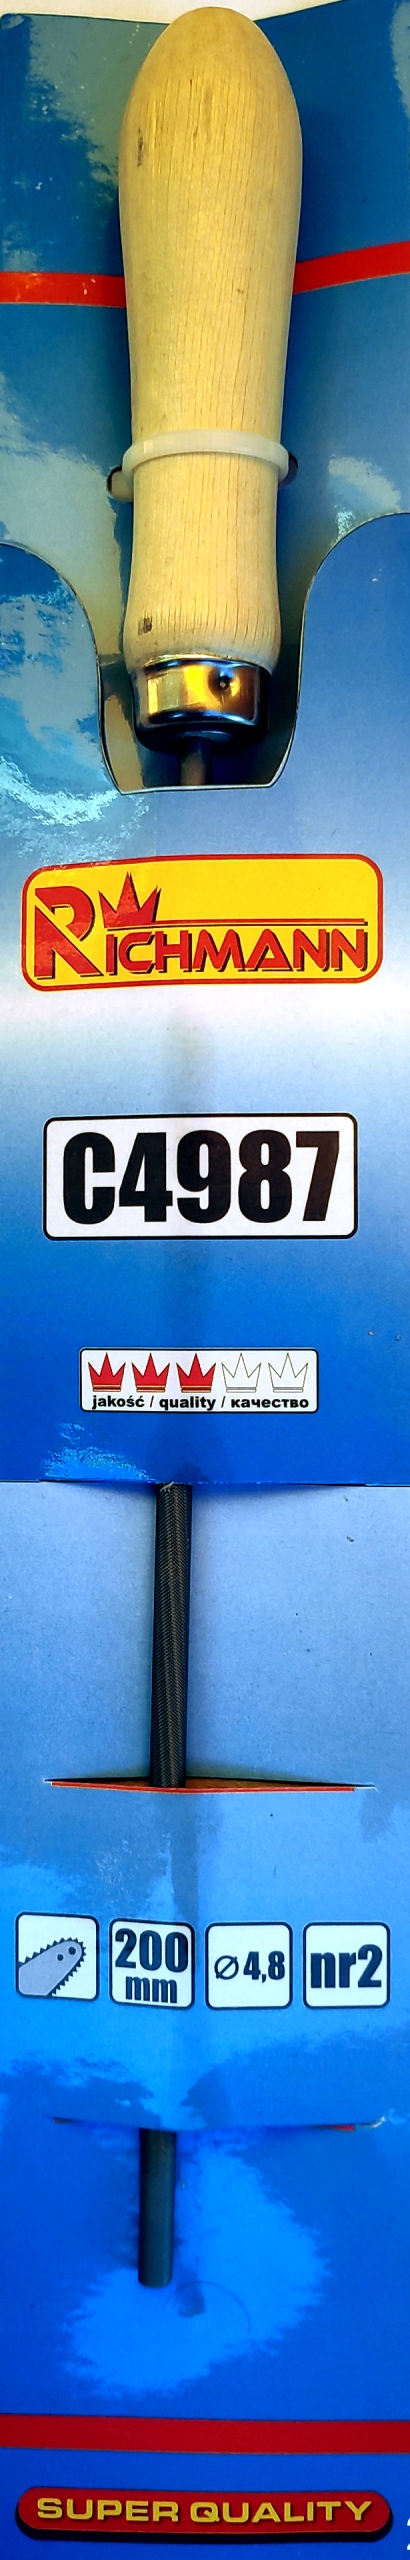 RICHMANN
C4987
jakość / quality / качество
200 mm
⌀ 4,8
nr2
SUPER QUALITY